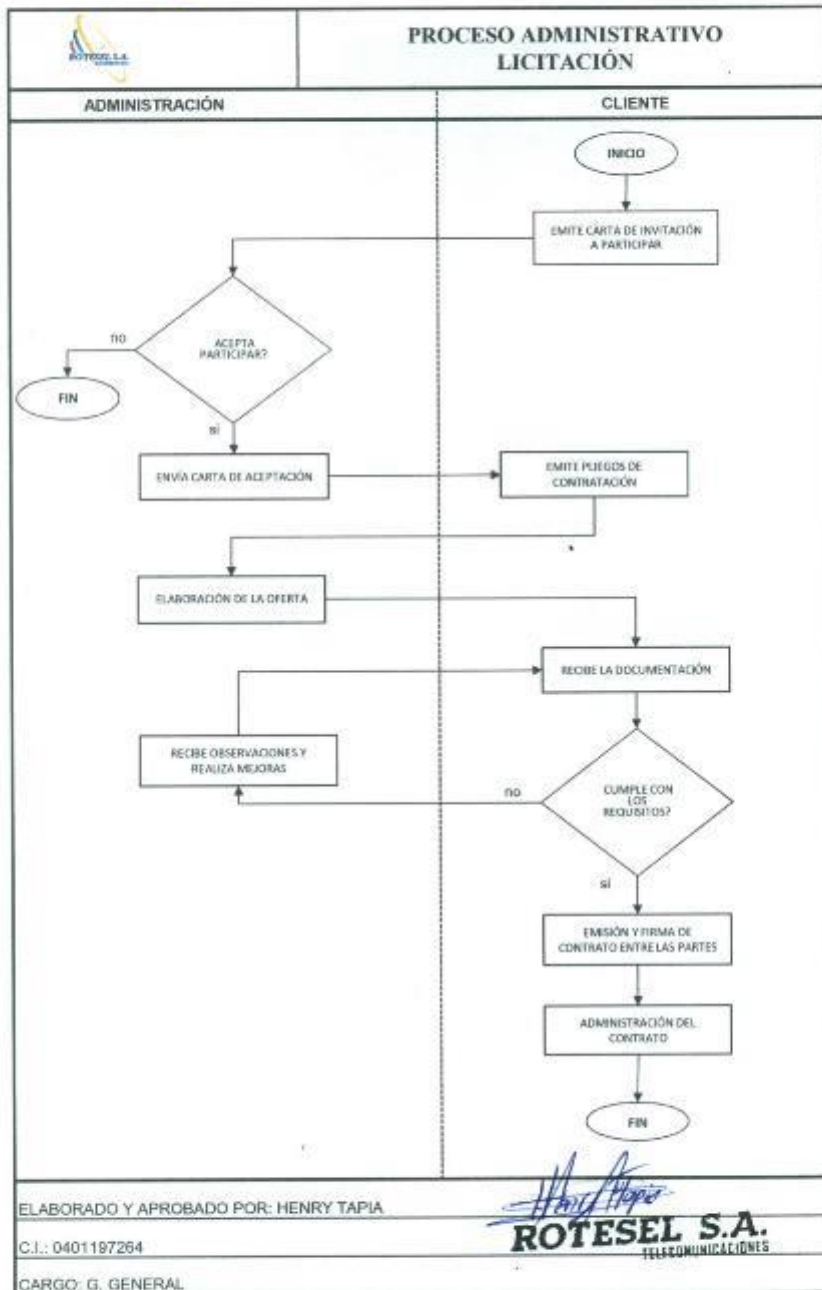 ROTESEL S.A.
PROCESO ADMINISTRATIVO
LICITACIÓN
ADMINISTRACIÓN
CLIENTE
INICIO
EMITE CARTA DE INVITACIÓN
A PARTICIPAR
ACEPTA
PARTICIPAR?
no
FIN
sí
ENVÍA CARTA DE ACEPTACIÓN
EMITE PLIEGOS DE
CONTRATACIÓN
ELABORACIÓN DE LA OFERTA
RECIBE LA DOCUMENTACIÓN
RECIBE OBSERVACIONES Y
REALIZA MEJORAS
no
CUMPLE CON
LOS
REQUISITOS?
sí
EMISIÓN Y FIRMA DE
CONTRATO ENTRE LAS PARTES
ADMINISTRACIÓN DEL
CONTRATO
FIN
ELABORADO Y APROBADO POR: HENRY TAPIA
Henry Tapia
ROTESEL S.A.
TELECOMUNICACIONES
C.I.: 0401197264
CARGO: G. GENERAL